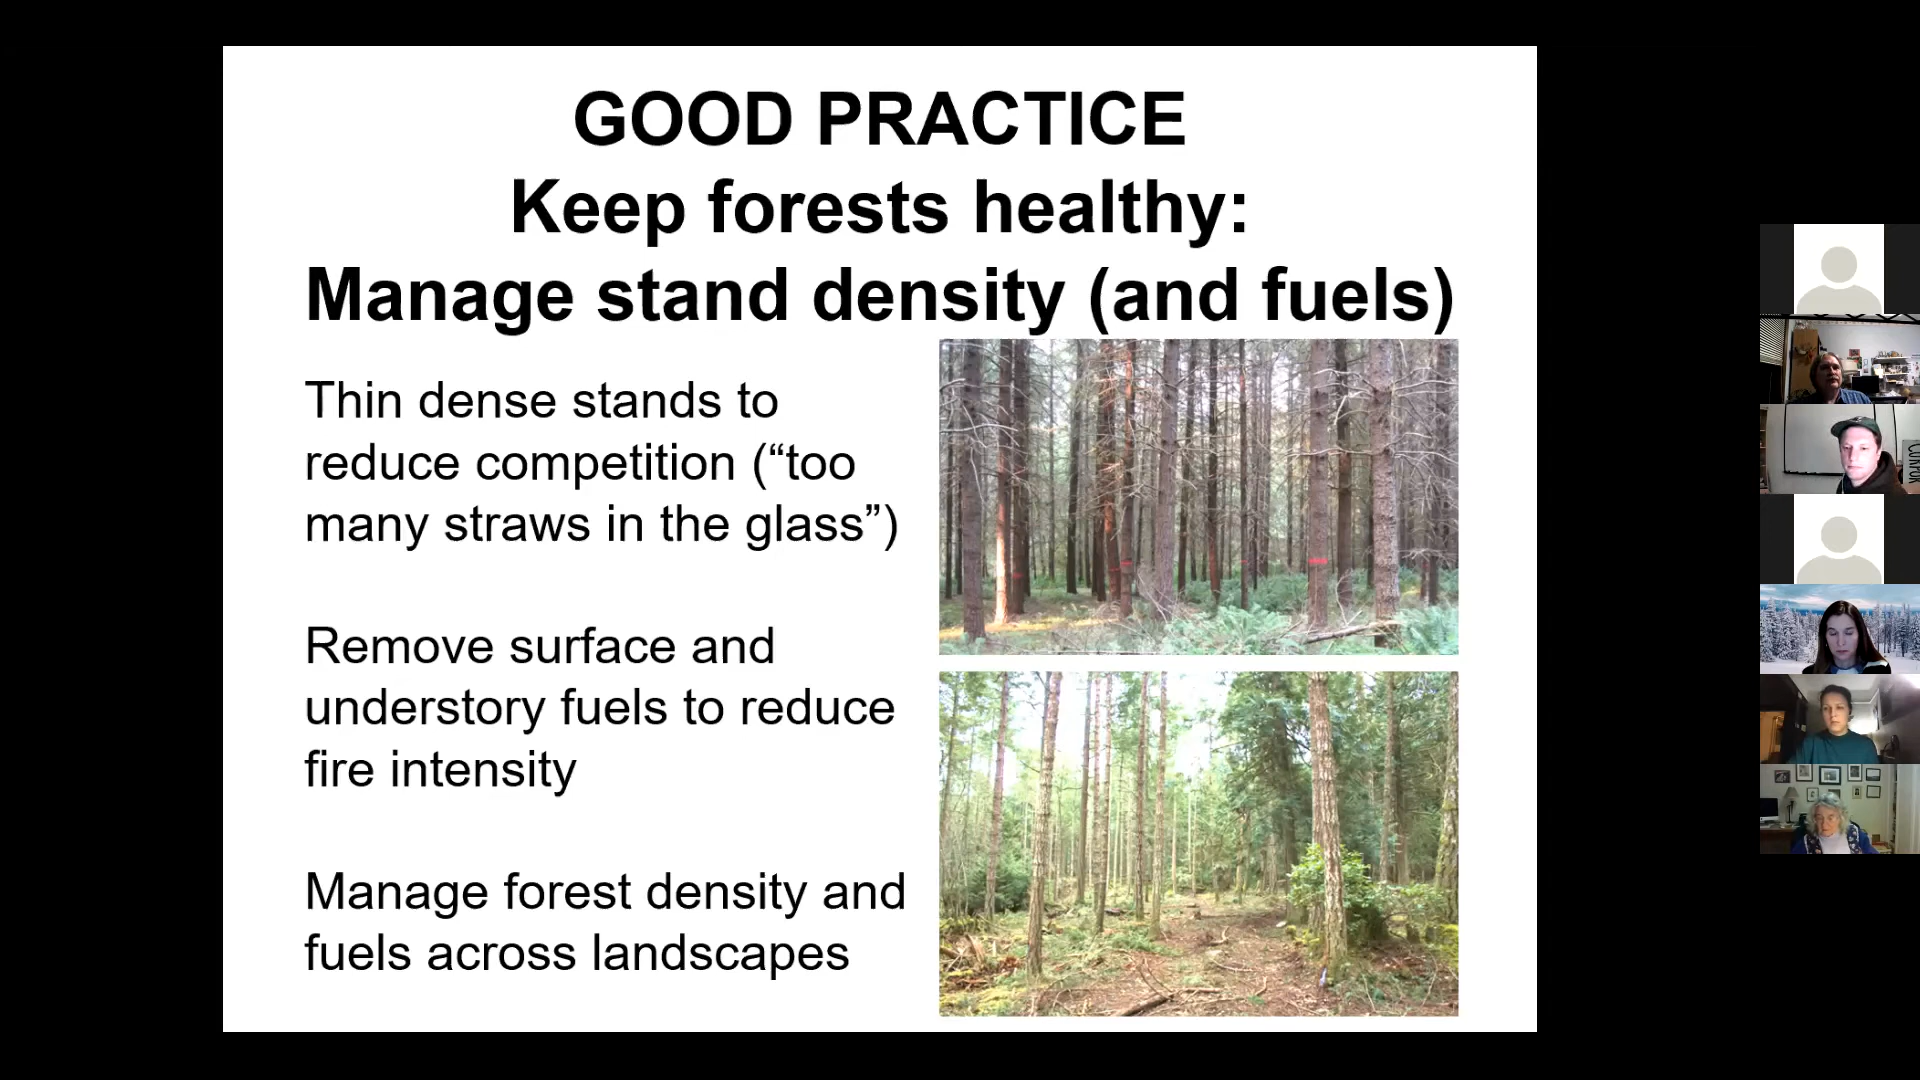 GOOD PRACTICE
Keep forests healthy:
Manage stand density (and fuels)
Thin dense stands to
reduce competition (“too
many straws in the glass”)
Remove surface and
understory fuels to reduce
fire intensity
Manage forest density and
fuels across landscapes